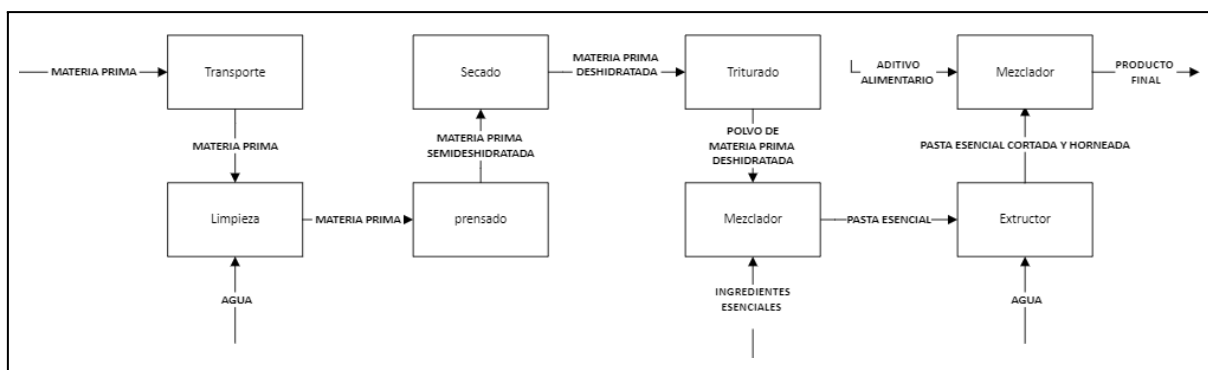 MATERIA PRIMA
Transporte
MATERIA PRIMA
Limpieza
AGUA
MATERIA PRIMA
prensado
MATERIA PRIMA
SEMIDESHIDRATADA
Secado
MATERIA PRIMA
DESHIDRATADA
Triturado
POLVO DE
MATERIA PRIMA
DESHIDRATADA
Mezclador
INGREDIENTES
ESENCIALES
PASTA ESENCIAL
Extructor
AGUA
PASTA ESENCIAL CORTADA Y HORNEADA
ADITIVO
ALIMENTARIO
Mezclador
PRODUCTO
FINAL